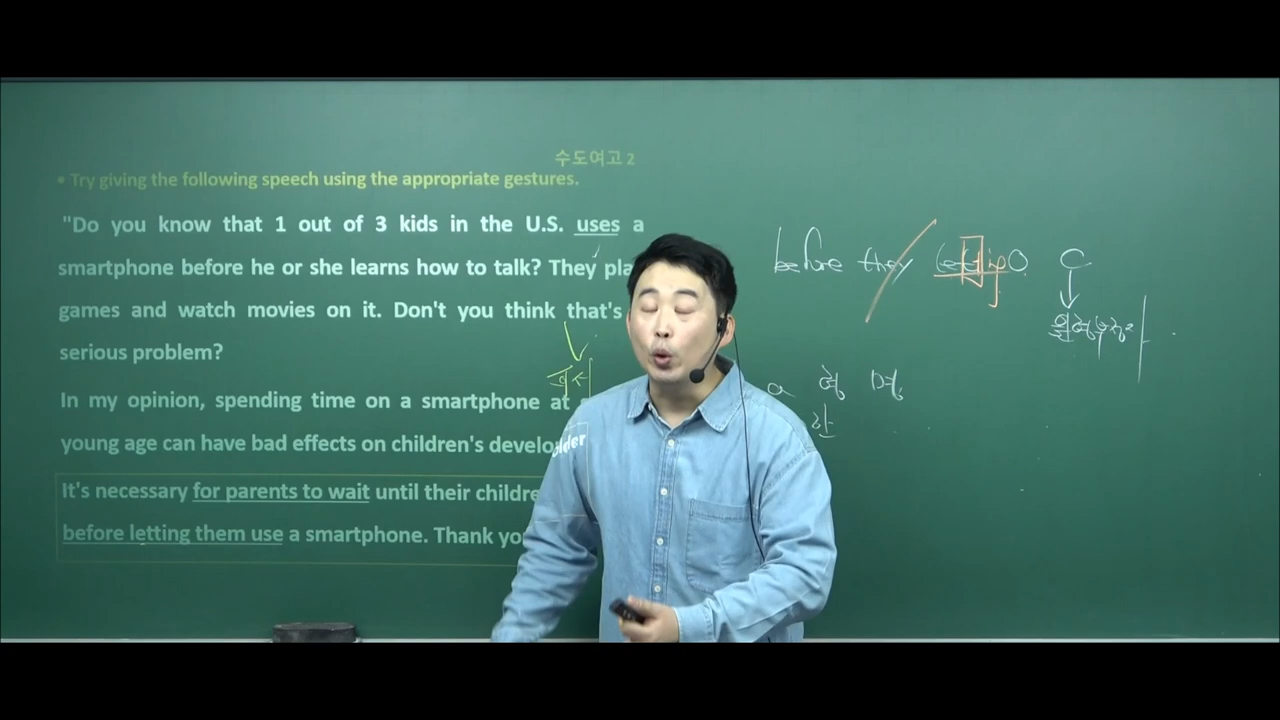 수도여고 2
• Try giving the following speech using the appropriate gestures.
"Do you know that 1 out of 3 kids in the U.S. uses a
smartphone before he or she learns how to talk? They pla
games and watch movies on it. Don't you think that's
serious problem?
In my opinion, spending time on a smartphone at
young age can have bad effects on children's develo
older
It's necessary for parents to wait until their childre
before letting them use a smartphone. Thank yo
before they O C
a 형 명